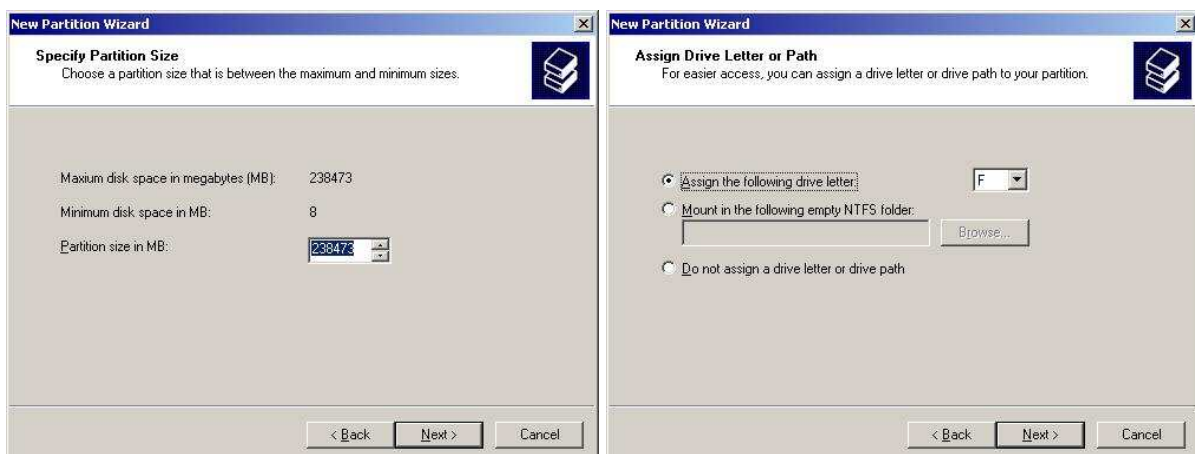 New Partition Wizard
Specify Partition Size
Choose a partition size that is between the maximum and minimum sizes.
Maxium disk space in megabytes (MB): 238473
Minimum disk space in MB: 8
Partition size in MB: 238473
< Back Next > Cancel
New Partition Wizard
Assign Drive Letter or Path
For easier access, you can assign a drive letter or drive path to your partition.
Assign the following drive letter: F
Mount in the following empty NTFS folder:
Browse...
Do not assign a drive letter or drive path
< Back Next > Cancel